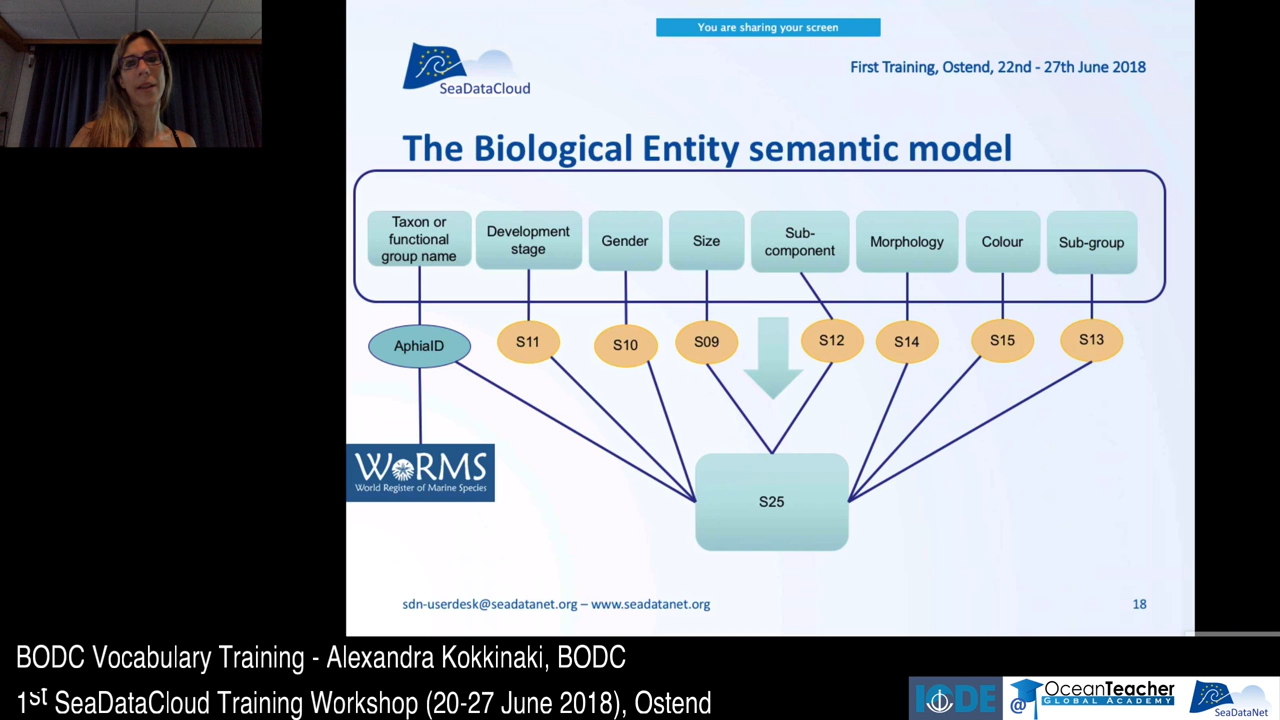 You are sharing your screen
SeaDataCloud
First Training, Ostend, 22nd - 27th June 2018
The Biological Entity semantic model
Taxon or
functional
group name
Development
stage
Gender
Size
Sub-
component
Morphology
Colour
Sub-group
AphiaID
S11
S10
S09
S12
S14
S15
S13
WoRMS
World Register of Marine Species
S25
sdn-userdesk@seadatanet.org – www.seadatanet.org
18
BODC Vocabulary Training - Alexandra Kokkinaki, BODC
1st SeaDataCloud Training Workshop (20-27 June 2018), Ostend
IODE
@ OceanTeacher
GLOBAL ACADEMY
SeaDataNet